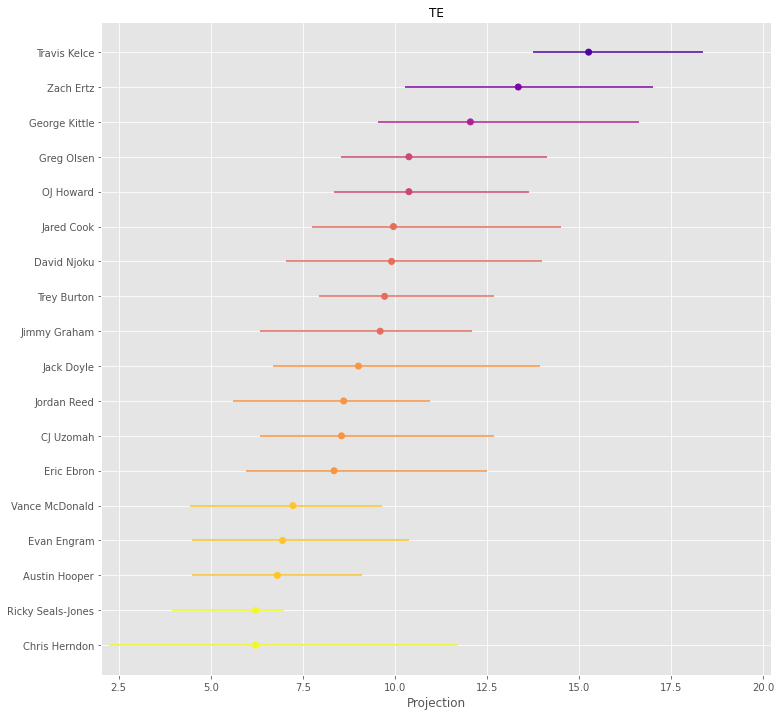 TE
Travis Kelce
Zach Ertz
George Kittle
Greg Olsen
OJ Howard
Jared Cook
David Njoku
Trey Burton
Jimmy Graham
Jack Doyle
Jordan Reed
CJ Uzomah
Eric Ebron
Vance McDonald
Evan Engram
Austin Hooper
Ricky Seals-Jones
Chris Herndon
2.5 5.0 7.5 10.0 12.5 15.0 17.5 20.0
Projection